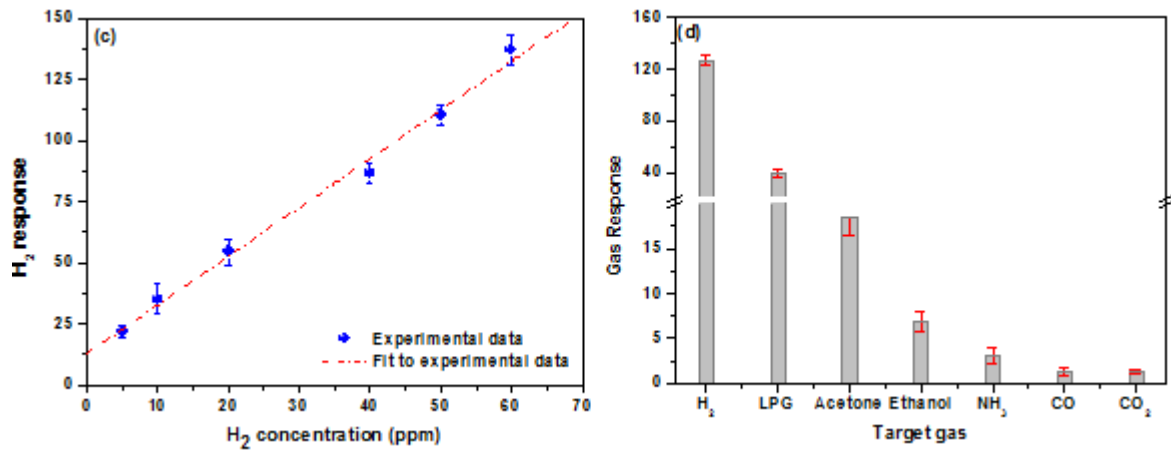 (c)
150
125
100
75
50
25
0
H₂ response
Experimental data
Fit to experimental data
0 10 20 30 40 50 60 70
H₂ concentration (ppm)
(d)
160
120
80
40
15
10
5
0
Gas Response
H₂ LPG Acetone Ethanol NH₃ CO CO₂
Target gas